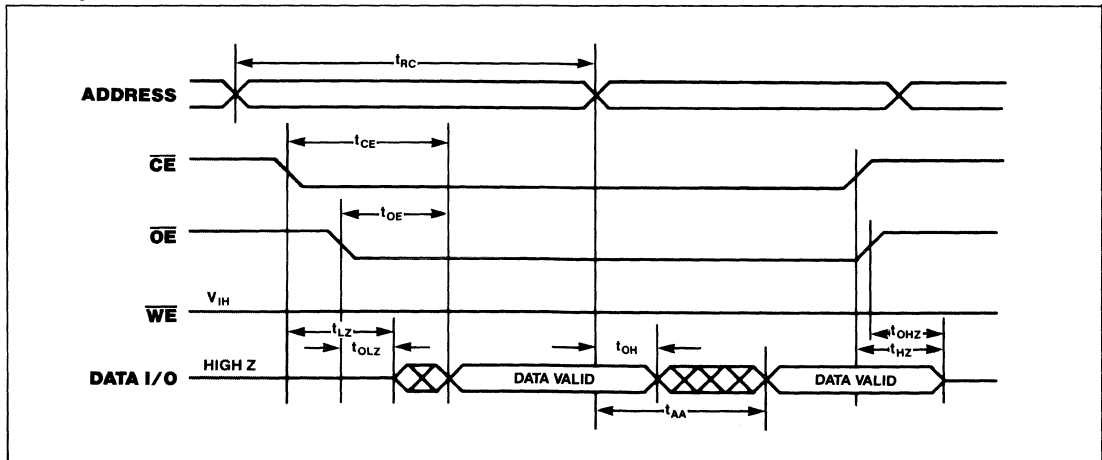 tRC
ADDRESS
tCE
CE
tOE
OE
VIH
WE
tLZ
tOHZ
tOLZ
tOH
tHZ
HIGH Z
DATA I/O
DATA VALID
DATA VALID
tAA